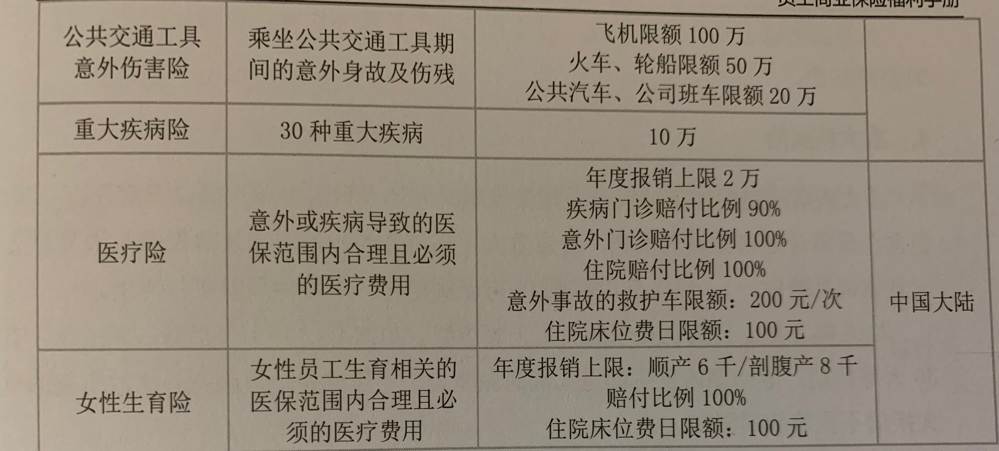 员工商业保险福利手册
公共交通工具
意外伤害险
乘坐公共交通工具期
间的意外身故及伤残
飞机限额 100 万
火车、轮船限额 50 万
公共汽车、公司班车限额 20 万
重大疾病险
30 种重大疾病
10 万
医疗险
意外或疾病导致的医
保范围内合理且必须
的医疗费用
年度报销上限 2 万
疾病门诊赔付比例 90%
意外门诊赔付比例 100%
住院赔付比例 100%
意外事故的救护车限额：200 元/次
住院床位费日限额：100 元
中国大陆
女性生育险
女性员工生育相关的
医保范围内合理且必
须的医疗费用
年度报销上限：顺产 6 千/剖腹产 8 千
赔付比例 100%
住院床位费日限额：100 元